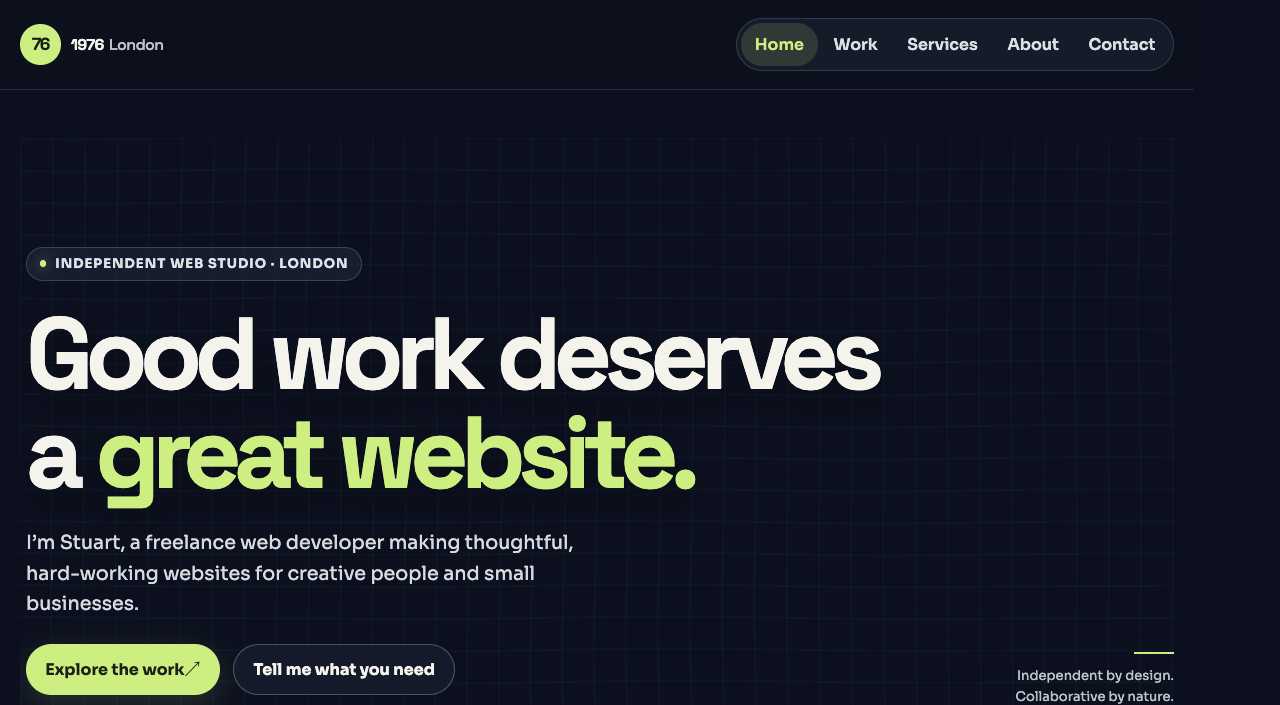 76 1976 London
Home Work Services About Contact
INDEPENDENT WEB STUDIO · LONDON
Good work deserves
a great website.
I’m Stuart, a freelance web developer making thoughtful,
hard-working websites for creative people and small
businesses.
Explore the work↗ Tell me what you need
Independent by design.
Collaborative by nature.